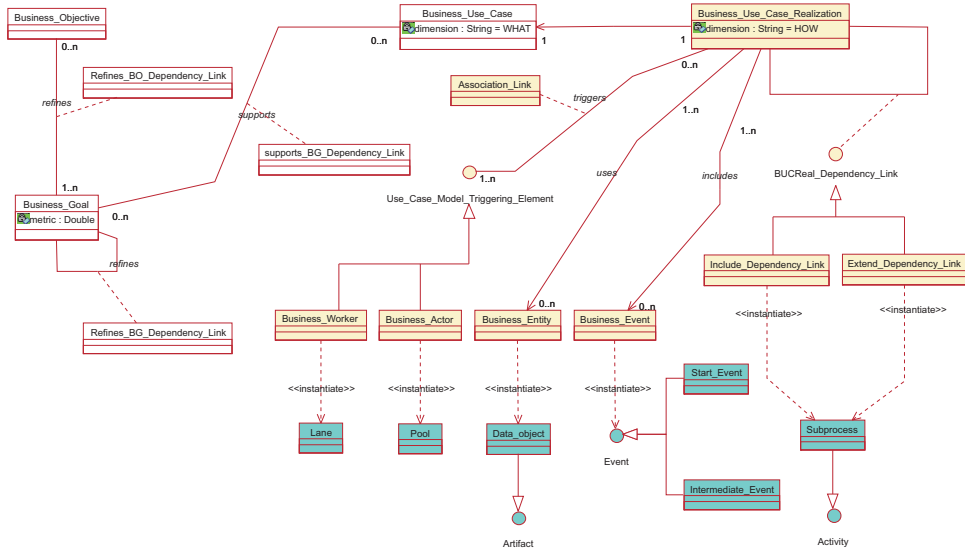 Business_Objective
0..n
Business_Use_Case
dimension : String = WHAT
0..n
1
Business_Use_Case_Realization
dimension : String = HOW
1
0..n
Refines_BO_Dependency_Link
refines
Association_Link
triggers
supports
1..n
1..n
supports_BG_Dependency_Link
uses
includes
1..n
Business_Goal
metric : Double
0..n
1..n
Use_Case_Model_Triggering_Element
BUCReal_Dependency_Link
refines
Include_Dependency_Link
Extend_Dependency_Link
0..n
0..n
Business_Worker
Business_Actor
Business_Entity
Business_Event
<<instantiate>>
<<instantiate>>
Refines_BG_Dependency_Link
<<instantiate>>
<<instantiate>>
<<instantiate>>
<<instantiate>>
Start_Event
Lane
Pool
Data_object
Event
Subprocess
Intermediate_Event
Artifact
Activity